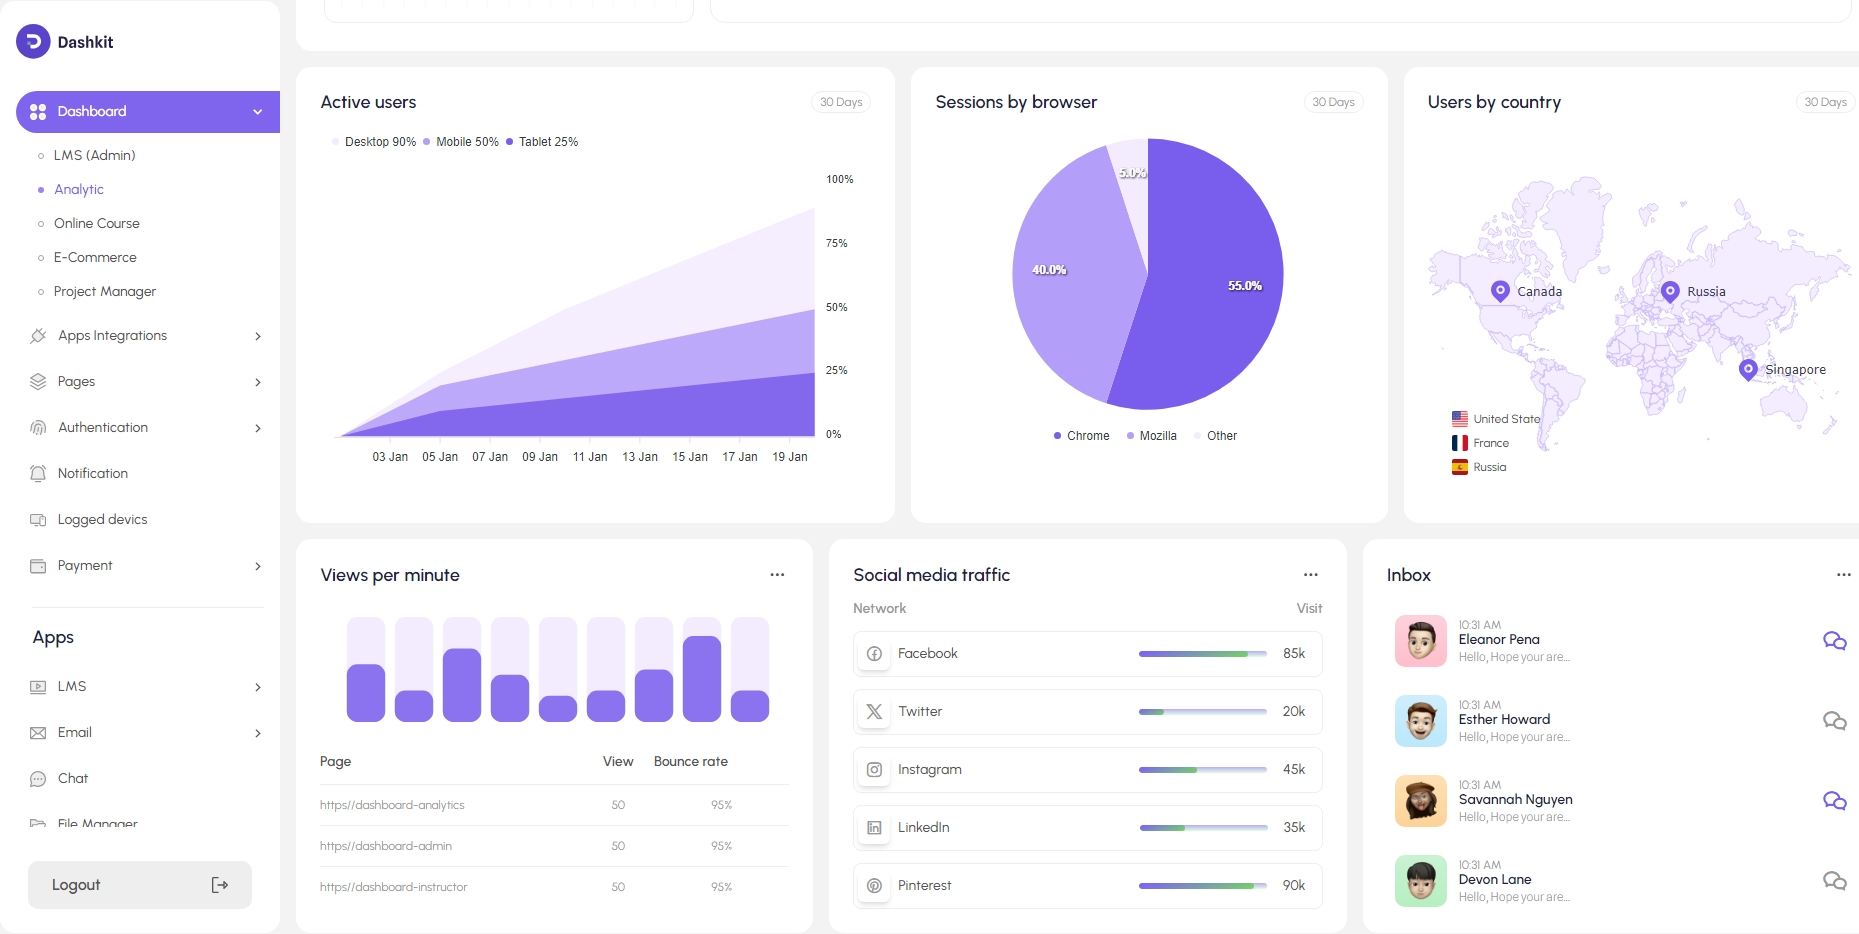 Dashkit
Dashboard
LMS (Admin)
Analytic
Online Course
E-Commerce
Project Manager
Apps Integrations
Pages
Authentication
Notification
Logged devics
Payment
Apps
LMS
Email
Chat
File Manager
Logout
Active users
30 Days
Desktop 90% Mobile 50% Tablet 25%
100%
75%
50%
25%
0%
03 Jan 05 Jan 07 Jan 09 Jan 11 Jan 13 Jan 15 Jan 17 Jan 19 Jan
Sessions by browser
30 Days
5.0%
40.0%
55.0%
Chrome Mozilla Other
Users by country
30 Days
Canada
Russia
Singapore
United State
France
Russia
Views per minute
Page View Bounce rate
https//dashboard-analytics 50 95%
https//dashboard-admin 50 95%
https//dashboard-instructor 50 95%
Social media traffic
Network Visit
Facebook 85k
Twitter 20k
Instagram 45k
LinkedIn 35k
Pinterest 90k
Inbox
10:31 AM
Eleanor Pena
Hello, Hope your are...
10:31 AM
Esther Howard
Hello, Hope your are...
10:31 AM
Savannah Nguyen
Hello, Hope your are...
10:31 AM
Devon Lane
Hello, Hope your are...